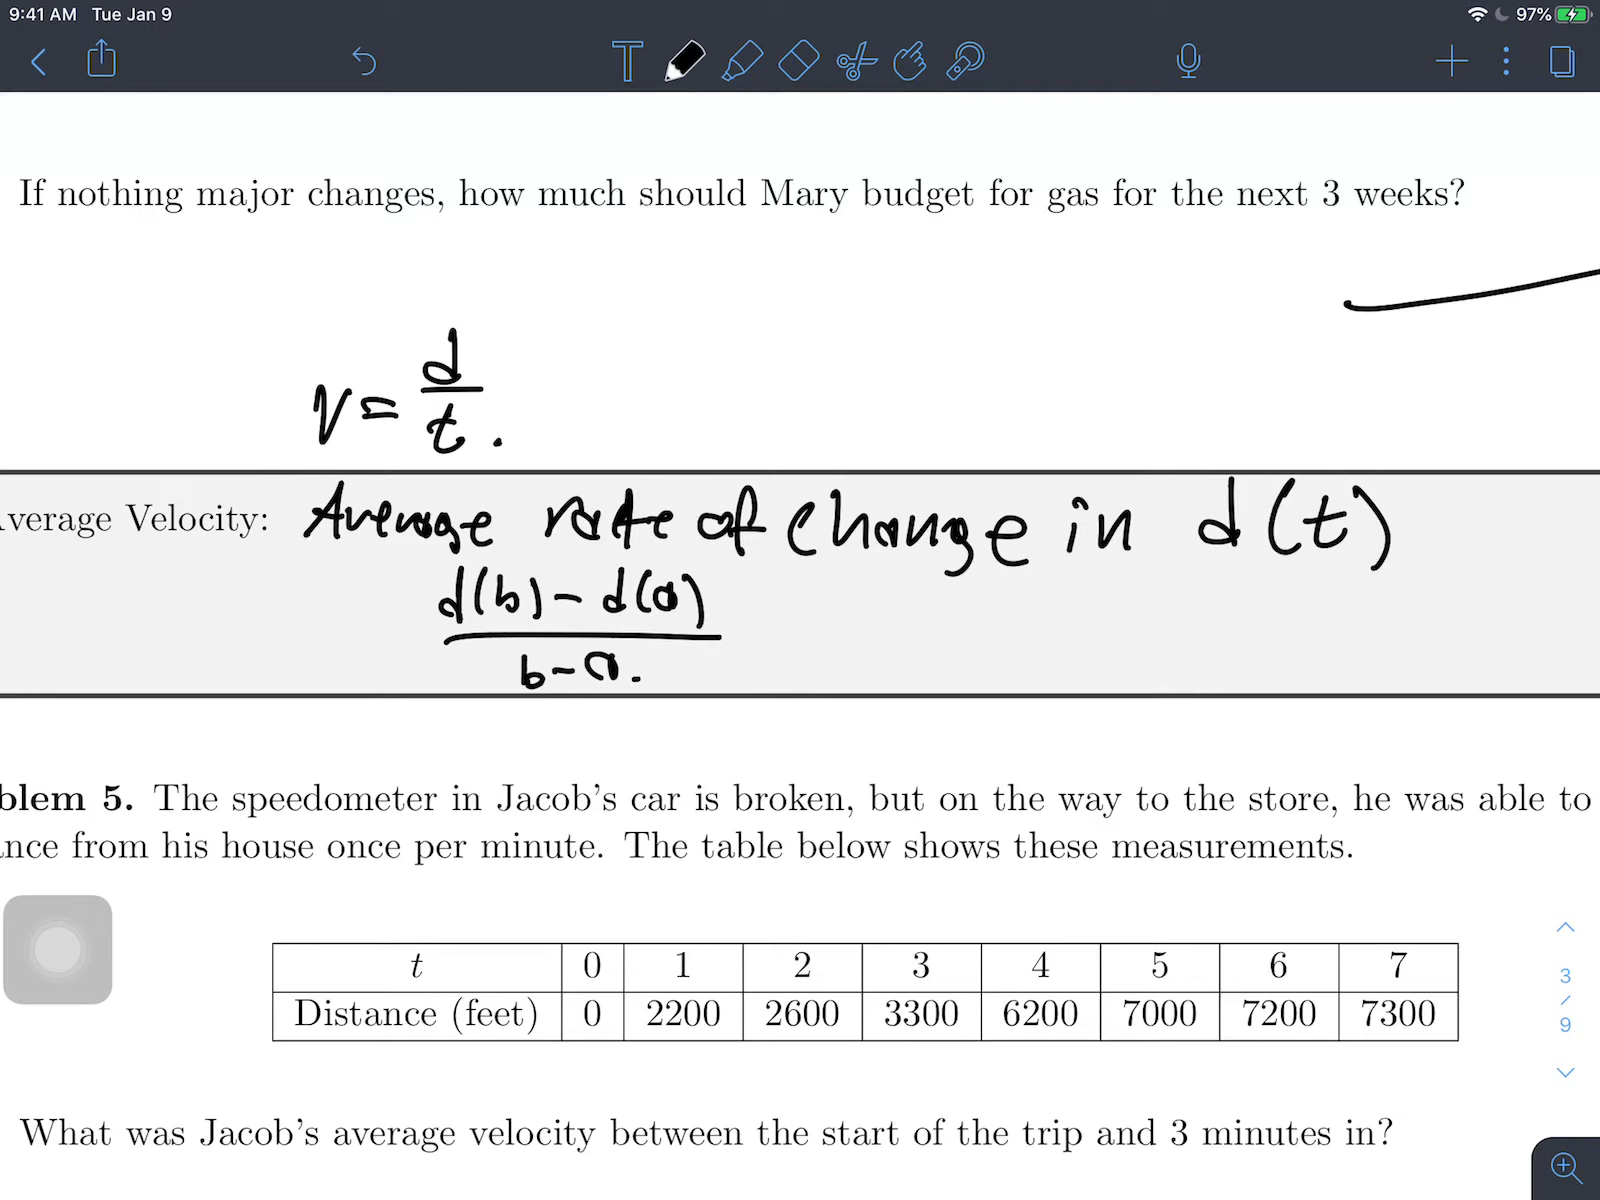 9:41 AM Tue Jan 9
97%
T
If nothing major changes, how much should Mary budget for gas for the next 3 weeks?
v = d/t.
verage Velocity: Average rate of change in d(t)
d(b) - d(a)
b - a.
blem 5. The speedometer in Jacob's car is broken, but on the way to the store, he was able to
nce from his house once per minute. The table below shows these measurements.
t 0 1 2 3 4 5 6 7
Distance (feet) 0 2200 2600 3300 6200 7000 7200 7300
3
/
9
What was Jacob's average velocity between the start of the trip and 3 minutes in?